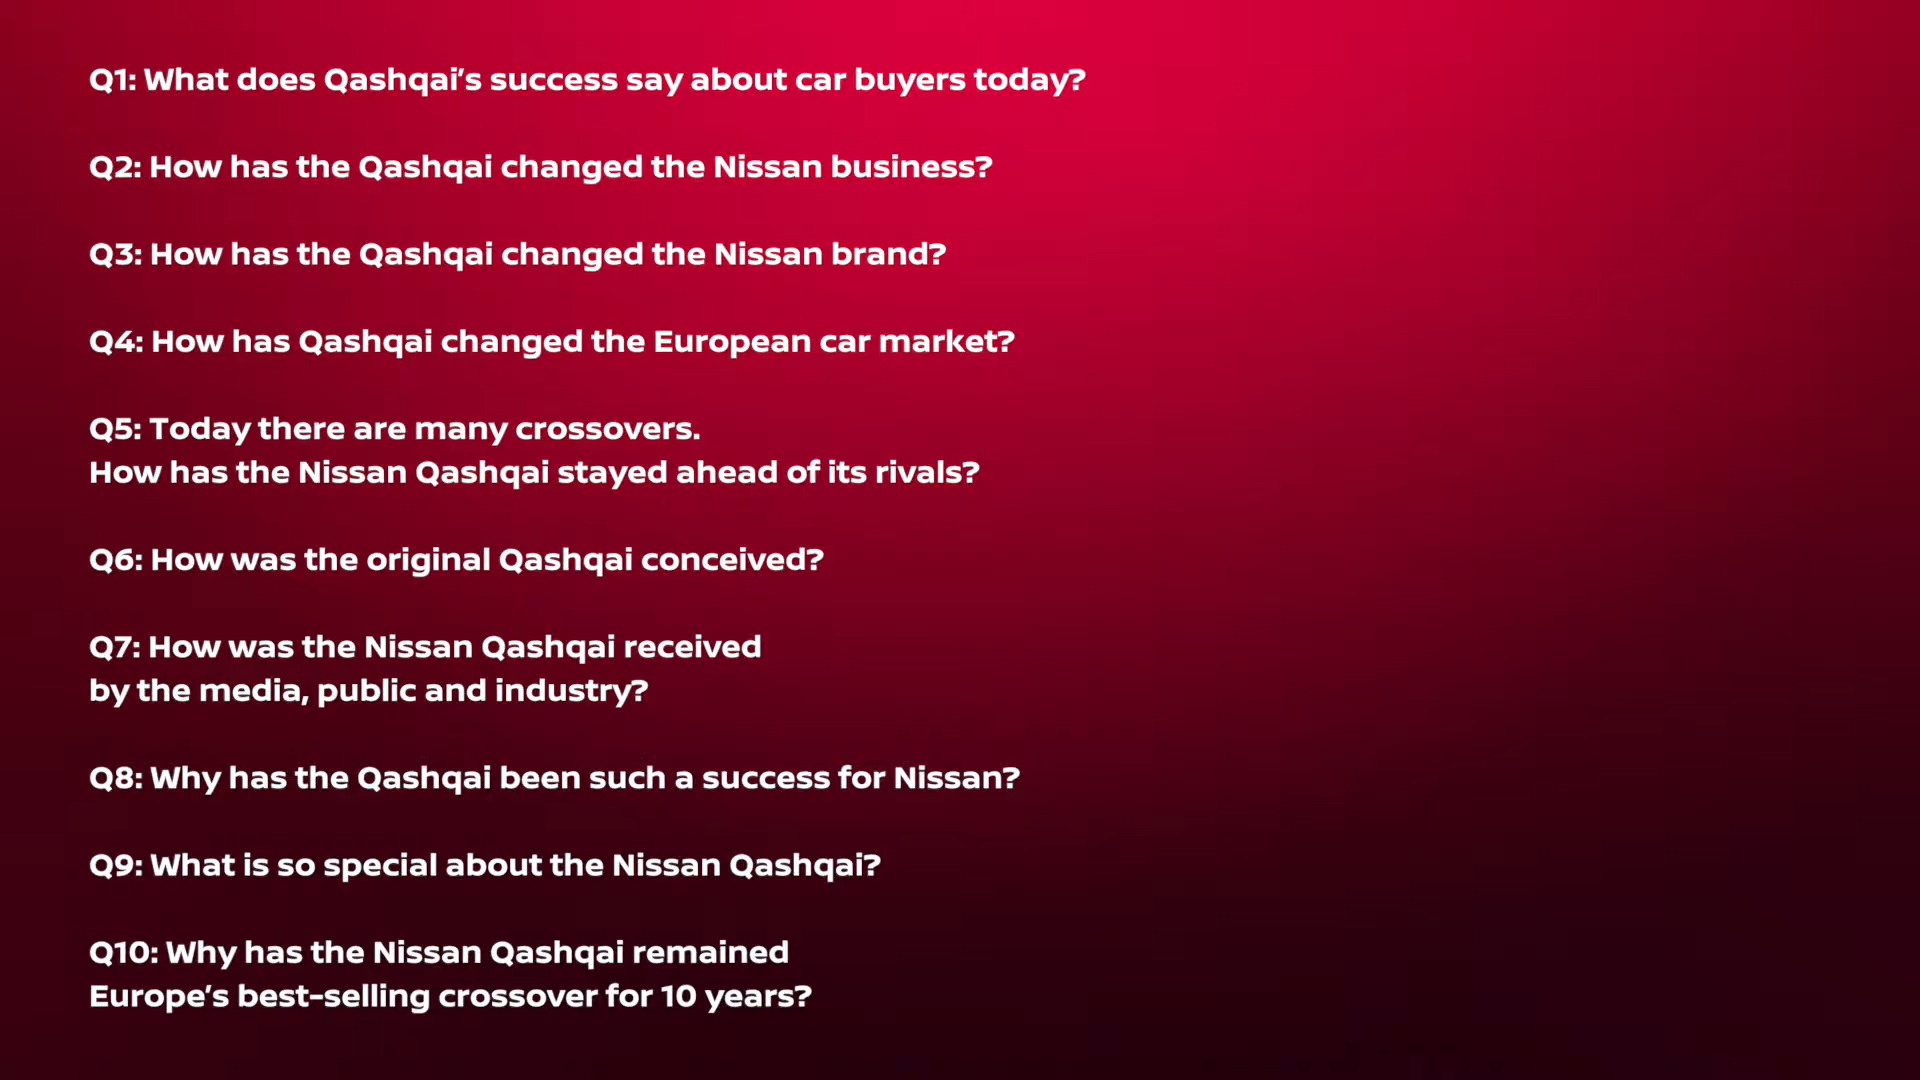 Q1: What does Qashqai’s success say about car buyers today?
Q2: How has the Qashqai changed the Nissan business?
Q3: How has the Qashqai changed the Nissan brand?
Q4: How has Qashqai changed the European car market?
Q5: Today there are many crossovers.
How has the Nissan Qashqai stayed ahead of its rivals?
Q6: How was the original Qashqai conceived?
Q7: How was the Nissan Qashqai received
by the media, public and industry?
Q8: Why has the Qashqai been such a success for Nissan?
Q9: What is so special about the Nissan Qashqai?
Q10: Why has the Nissan Qashqai remained
Europe’s best-selling crossover for 10 years?